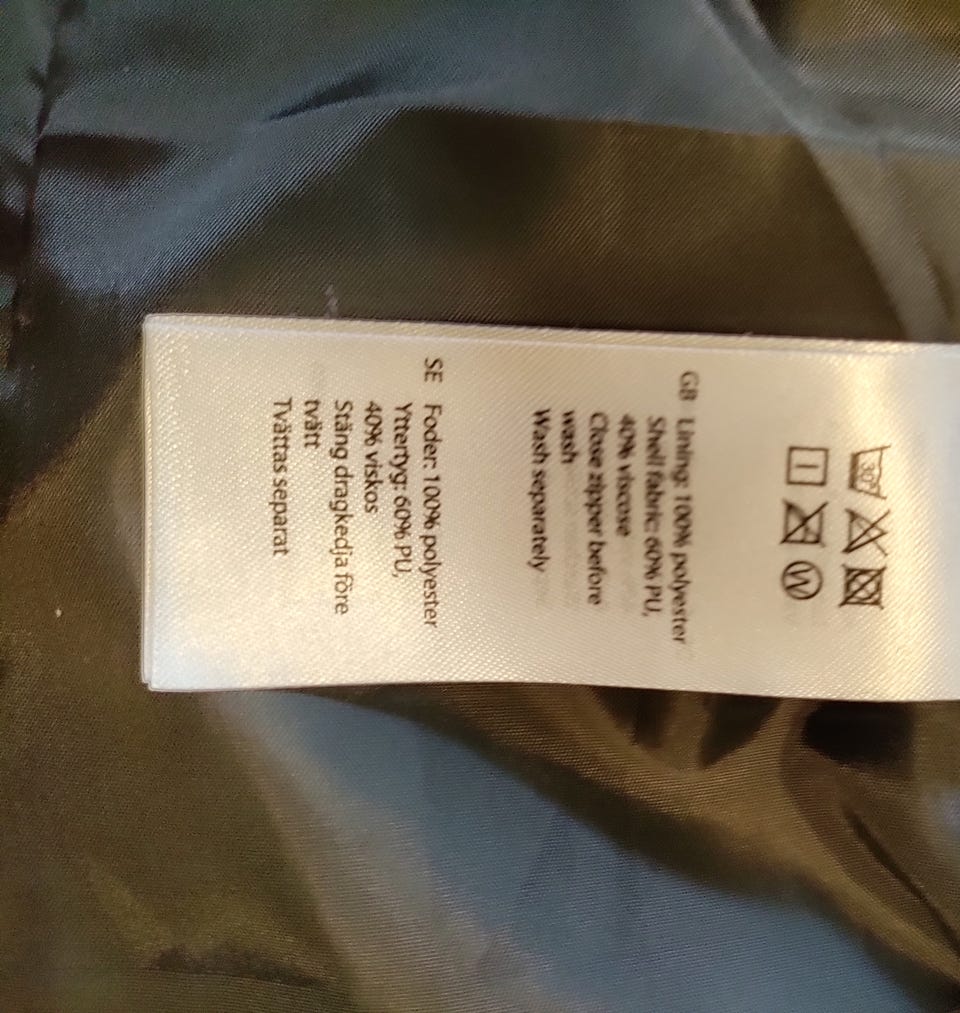 30°
W
GB Lining: 100% polyester
Shell fabric: 60% PU,
40% viscose
Close zipper before
wash
Wash separately
SE Foder: 100% polyester
Yttertyg: 60% PU,
40% viskos
Stäng dragkedja före
tvätt
Tvättas separat